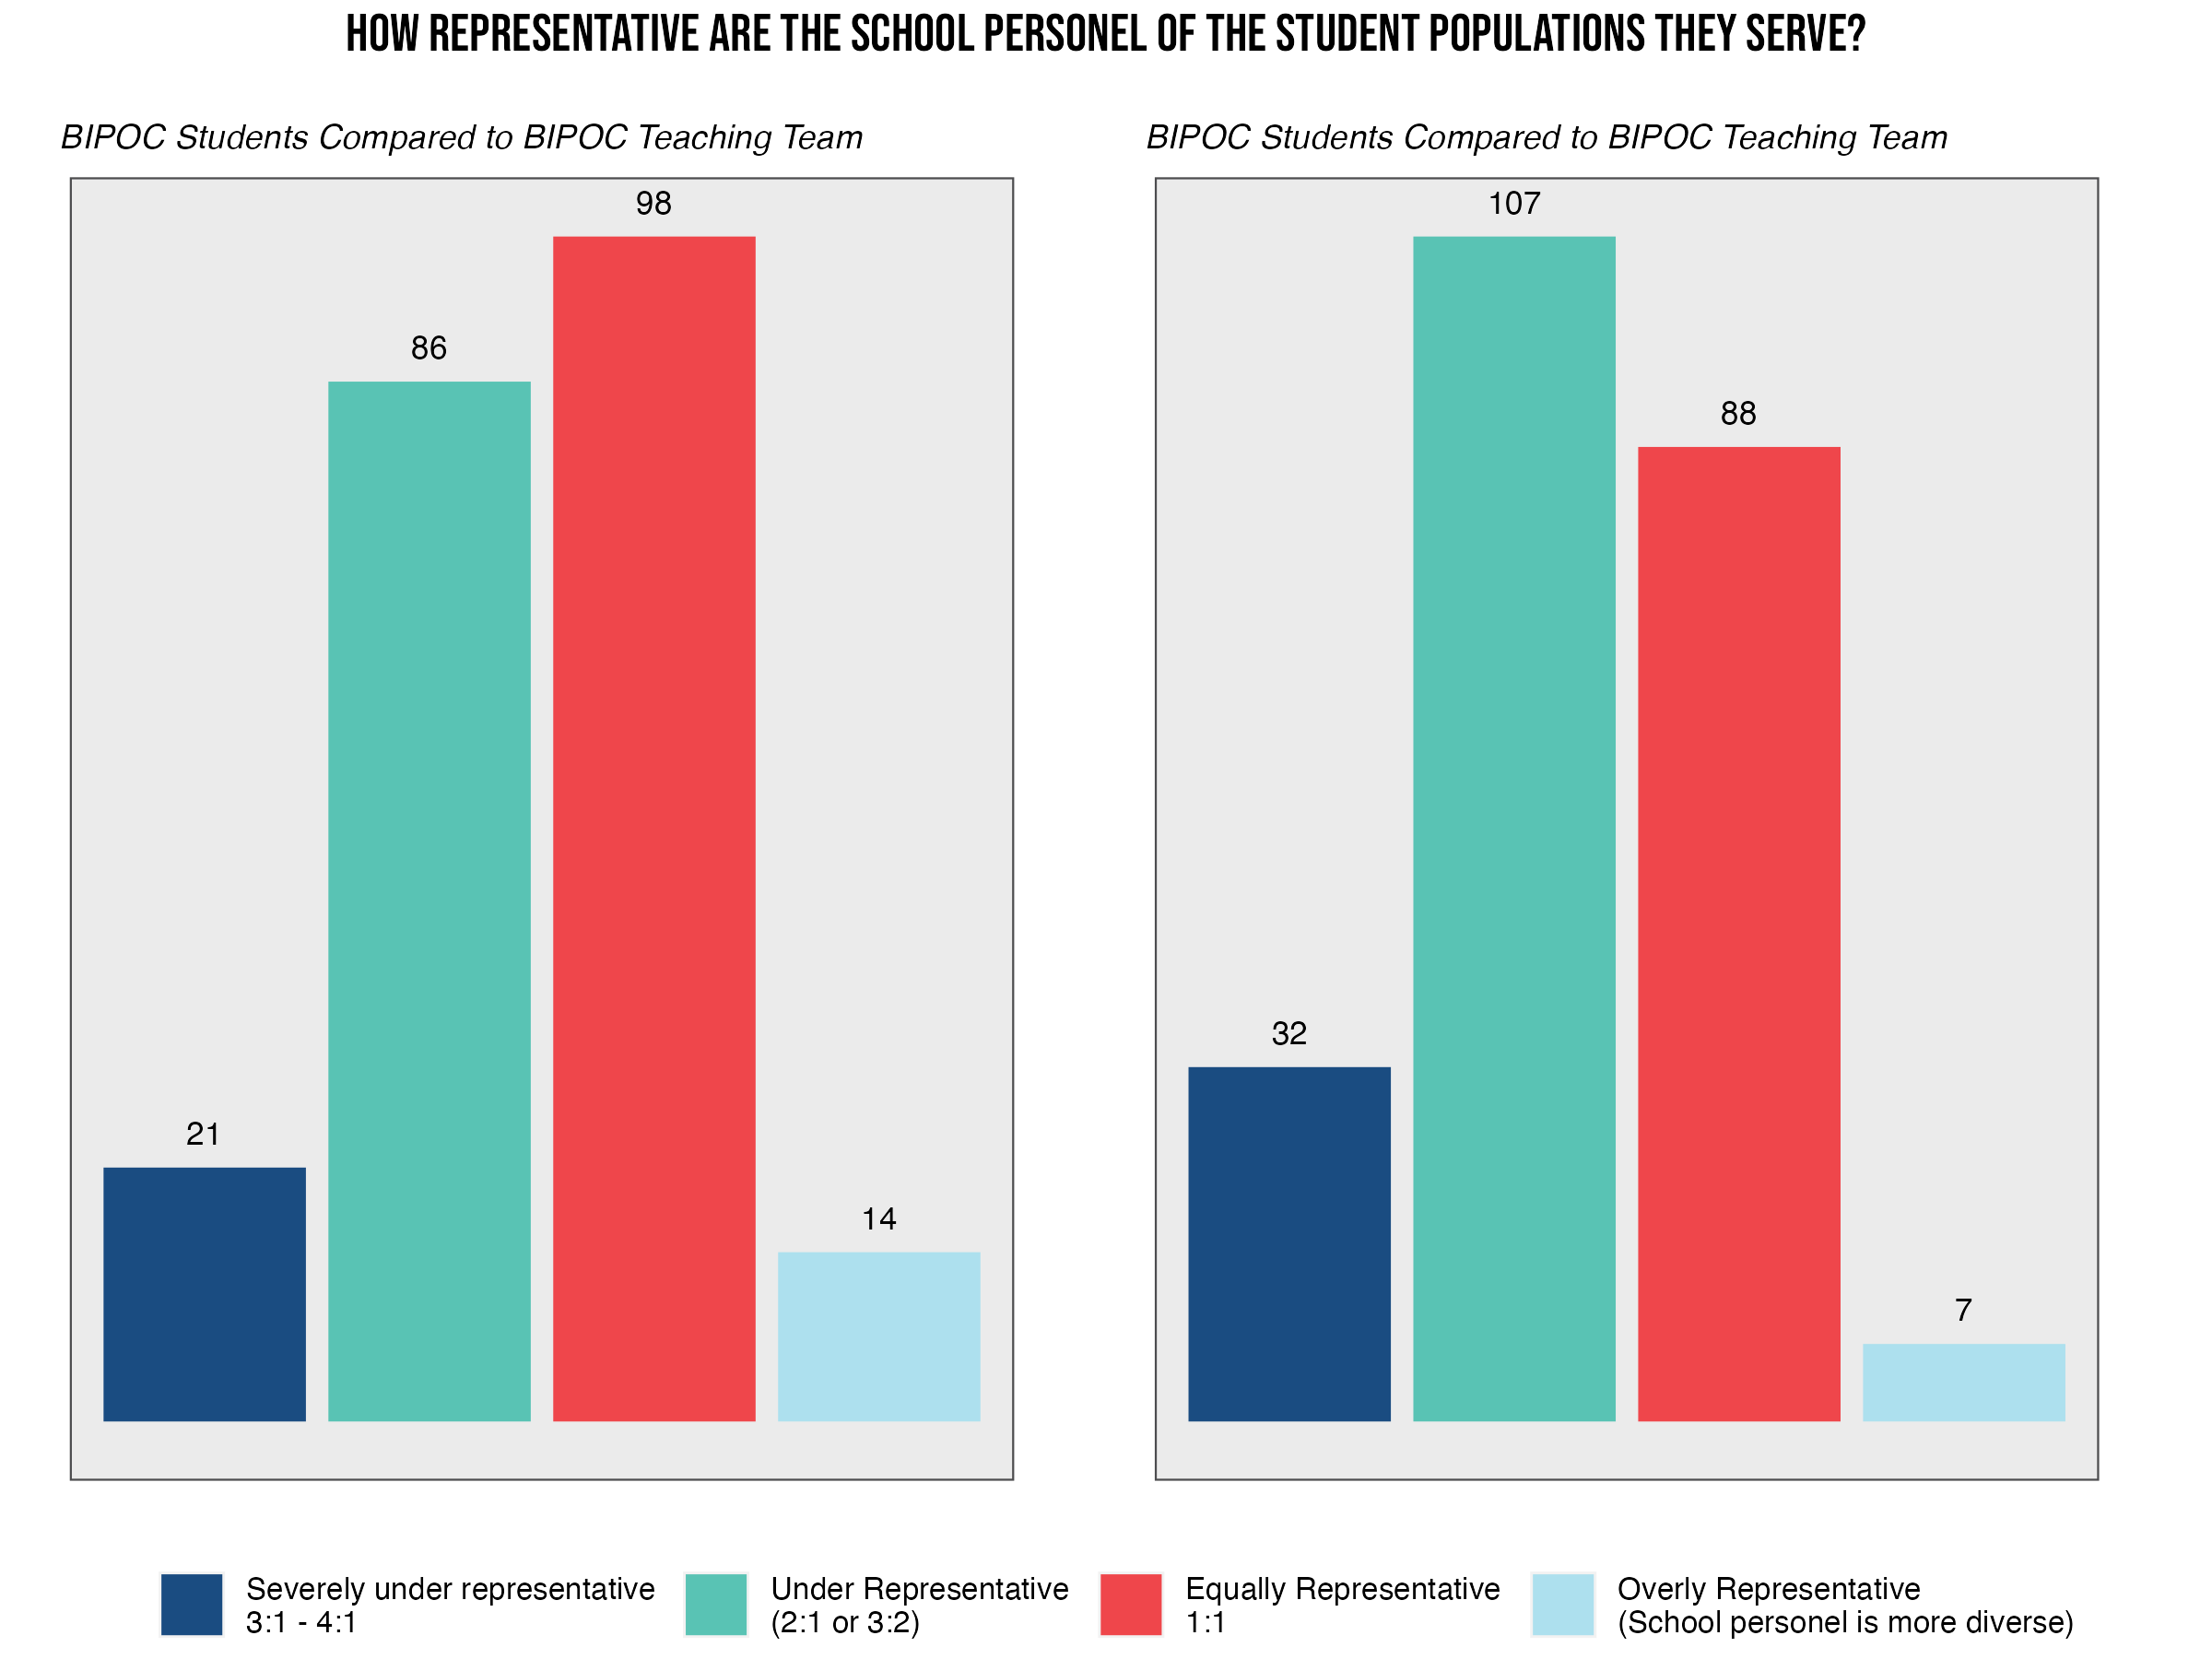 HOW REPRESENTATIVE ARE THE SCHOOL PERSONEL OF THE STUDENT POPULATIONS THEY SERVE?
BIPOC Students Compared to BIPOC Teaching Team
98
86
21
14
BIPOC Students Compared to BIPOC Teaching Team
107
88
32
7
Severely under representative
3:1 - 4:1
Under Representative
(2:1 or 3:2)
Equally Representative
1:1
Overly Representative
(School personel is more diverse)